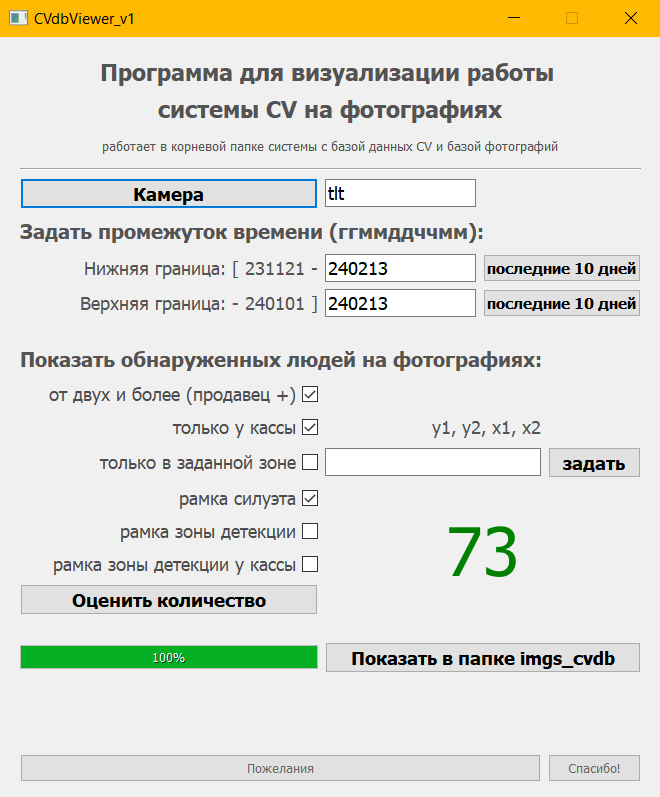 CVdbViewer_v1
Программа для визуализации работы
системы CV на фотографиях
работает в корневой папке системы с базой данных CV и базой фотографий
Камера tlt
Задать промежуток времени (ггммддччмм):
Нижняя граница: [ 231121 - 240213 последние 10 дней
Верхняя граница: - 240101 ] 240213 последние 10 дней
Показать обнаруженных людей на фотографиях:
от двух и более (продавец +)
только у кассы y1, y2, x1, x2
только в заданной зоне задать
рамка силуэта
рамка зоны детекции
рамка зоны детекции у кассы
73
Оценить количество
100% Показать в папке imgs_cvdb
Пожелания Спасибо!